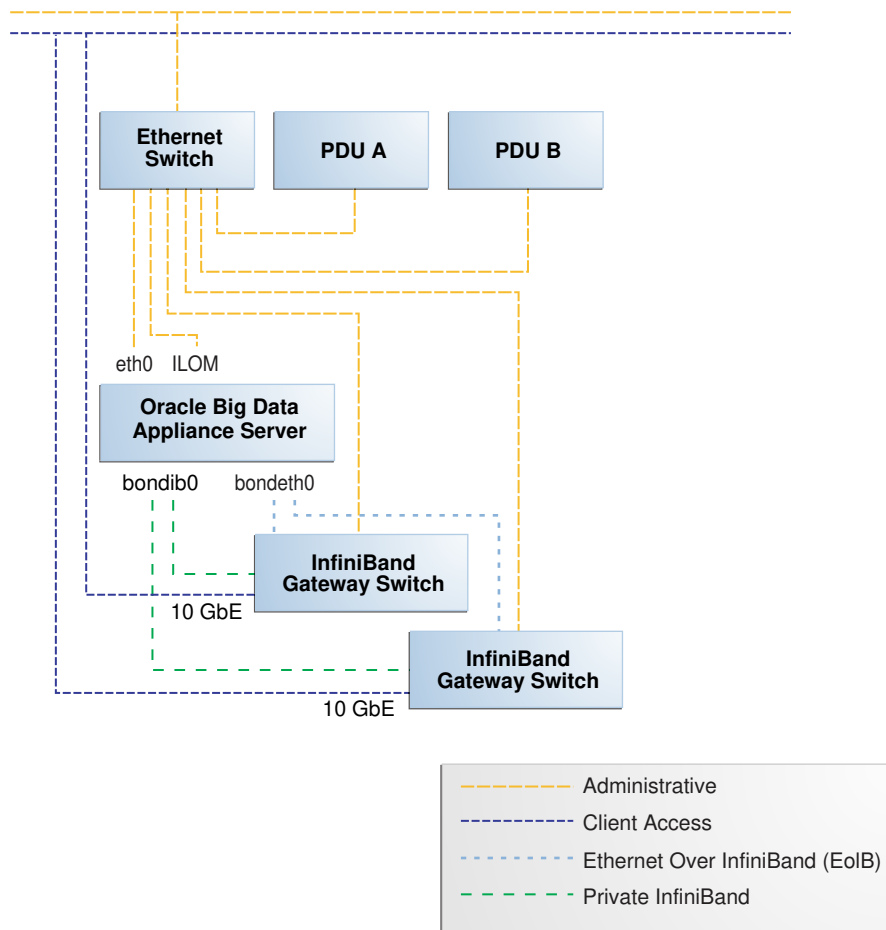 Ethernet
Switch
PDU A
PDU B
eth0
ILOM
Oracle Big Data
Appliance Server
bondib0
bondeth0
InfiniBand
Gateway Switch
10 GbE
InfiniBand
Gateway Switch
10 GbE
Administrative
Client Access
Ethernet Over InfiniBand (EoIB)
Private InfiniBand